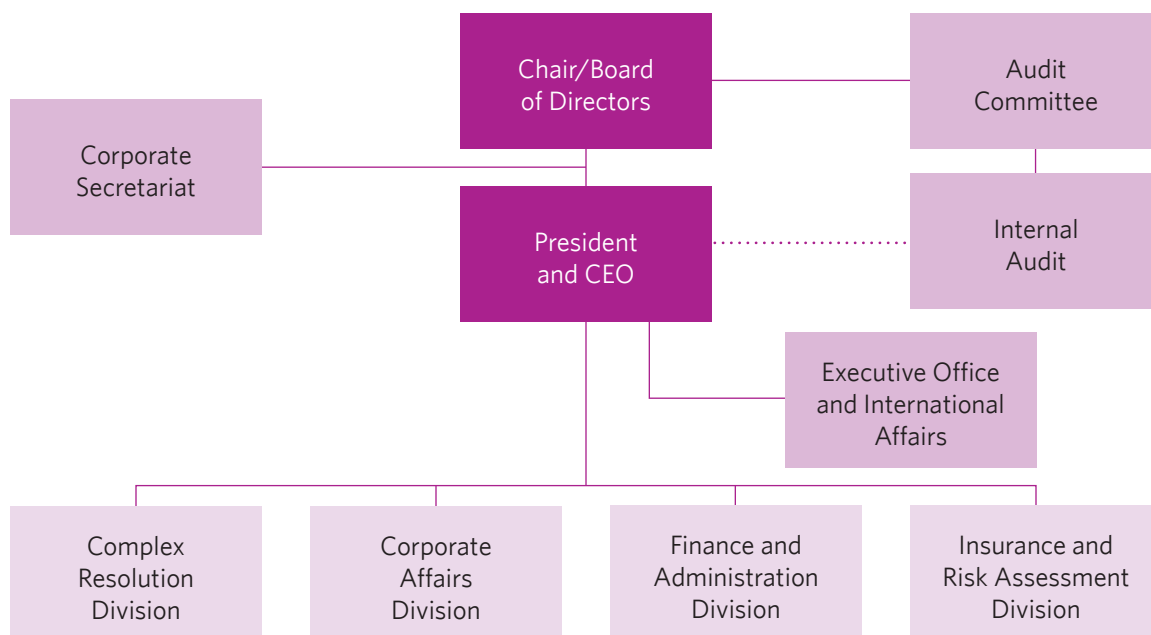 Chair/Board
of Directors
Audit
Committee
Corporate
Secretariat
President
and CEO
Internal
Audit
Executive Office
and International
Affairs
Complex
Resolution
Division
Corporate
Affairs
Division
Finance and
Administration
Division
Insurance and
Risk Assessment
Division